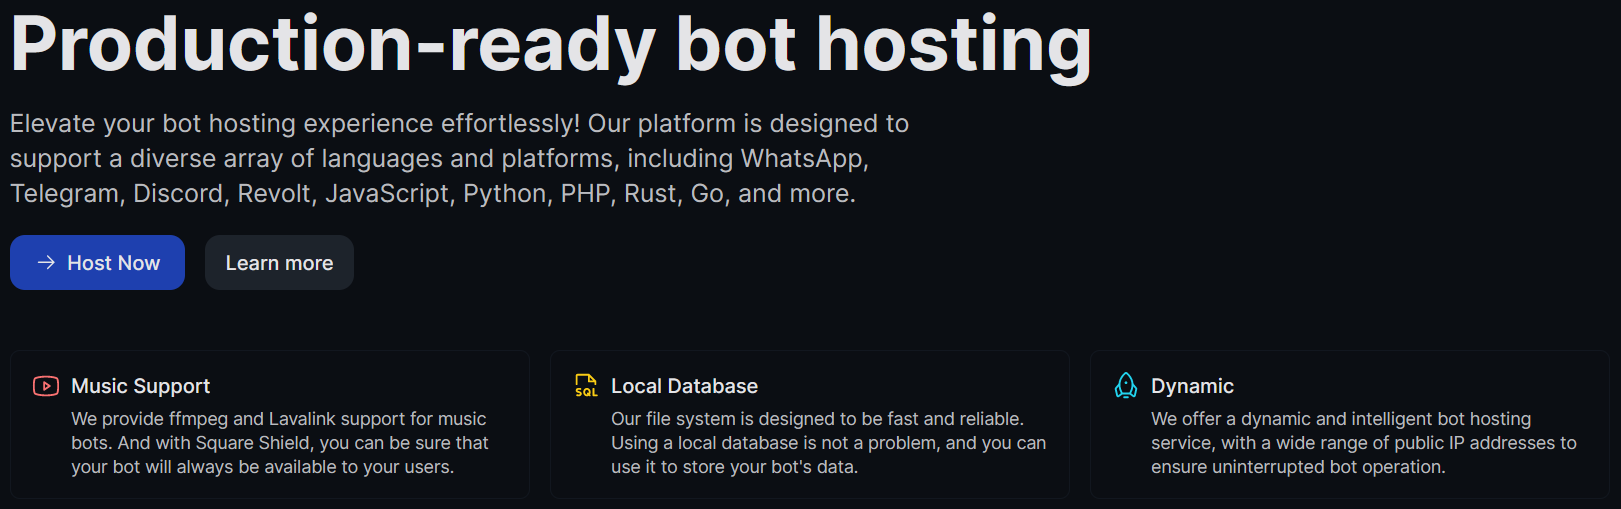 Production-ready bot hosting
Elevate your bot hosting experience effortlessly! Our platform is designed to
support a diverse array of languages and platforms, including WhatsApp,
Telegram, Discord, Revolt, JavaScript, Python, PHP, Rust, Go, and more.
Host Now
Learn more
Music Support
We provide ffmpeg and Lavalink support for music
bots. And with Square Shield, you can be sure that
your bot will always be available to your users.
SQL
Local Database
Our file system is designed to be fast and reliable.
Using a local database is not a problem, and you can
use it to store your bot's data.
Dynamic
We offer a dynamic and intelligent bot hosting
service, with a wide range of public IP addresses to
ensure uninterrupted bot operation.